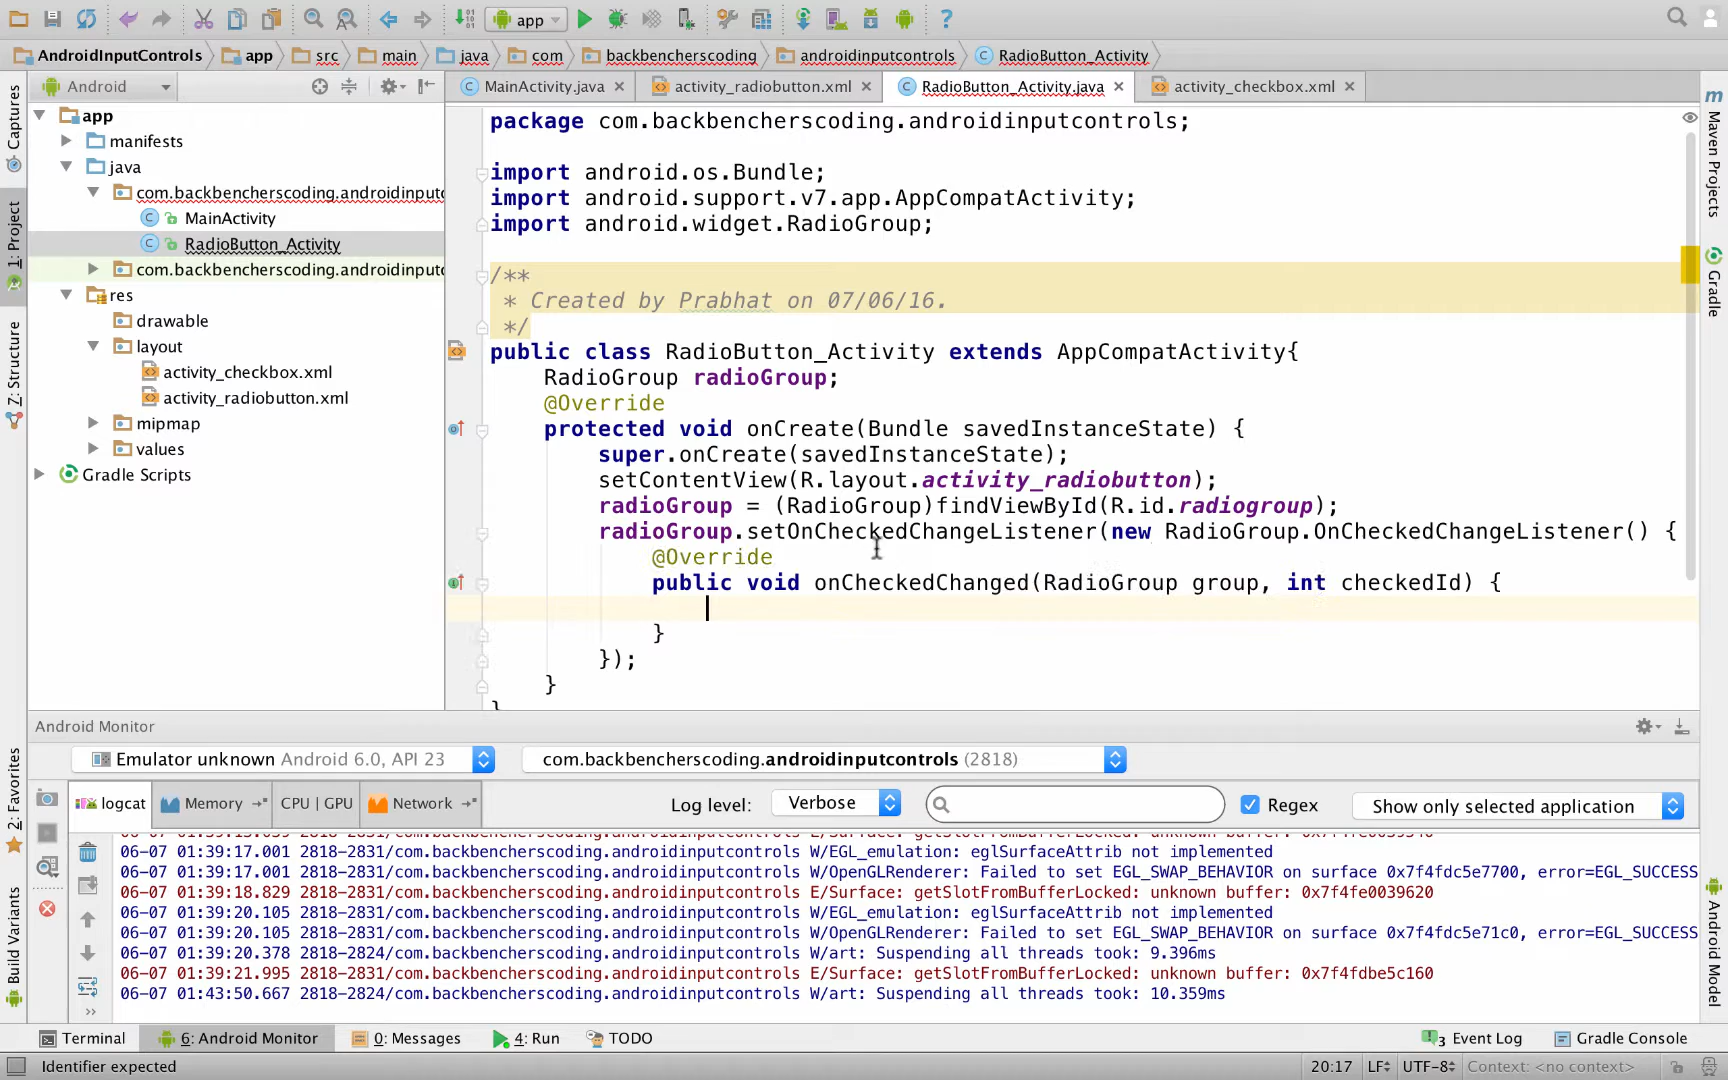 app
AndroidInputControls app src main java com backbencherscoding androidinputcontrols RadioButton_Activity
Android
MainActivity.java activity_radiobutton.xml RadioButton_Activity.java activity_checkbox.xml
Captures
1: Project
Z: Structure
2: Favorites
Build Variants
app
manifests
java
com.backbencherscoding.androidinputc
MainActivity
RadioButton_Activity
com.backbencherscoding.androidinputc
res
drawable
layout
activity_checkbox.xml
activity_radiobutton.xml
mipmap
values
Gradle Scripts
package com.backbencherscoding.androidinputcontrols;
import android.os.Bundle;
import android.support.v7.app.AppCompatActivity;
import android.widget.RadioGroup;
/**
* Created by Prabhat on 07/06/16.
*/
public class RadioButton_Activity extends AppCompatActivity{
RadioGroup radioGroup;
@Override
protected void onCreate(Bundle savedInstanceState) {
super.onCreate(savedInstanceState);
setContentView(R.layout.activity_radiobutton);
radioGroup = (RadioGroup)findViewById(R.id.radiogroup);
radioGroup.setOnCheckedChangeListener(new RadioGroup.OnCheckedChangeListener() {
@Override
public void onCheckedChanged(RadioGroup group, int checkedId) {
}
});
}
m Maven Projects
Gradle
Android Model
Android Monitor
Emulator unknown Android 6.0, API 23 com.backbencherscoding.androidinputcontrols (2818)
logcat Memory CPU | GPU Network Log level: Verbose Regex Show only selected application
06-07 01:39:17.001 2818-2831/com.backbencherscoding.androidinputcontrols W/EGL_emulation: eglSurfaceAttrib not implemented
06-07 01:39:17.001 2818-2831/com.backbencherscoding.androidinputcontrols W/OpenGLRenderer: Failed to set EGL_SWAP_BEHAVIOR on surface 0x7f4fdc5e7700, error=EGL_SUCCESS
06-07 01:39:18.829 2818-2831/com.backbencherscoding.androidinputcontrols E/Surface: getSlotFromBufferLocked: unknown buffer: 0x7f4fe0039620
06-07 01:39:20.105 2818-2831/com.backbencherscoding.androidinputcontrols W/EGL_emulation: eglSurfaceAttrib not implemented
06-07 01:39:20.105 2818-2831/com.backbencherscoding.androidinputcontrols W/OpenGLRenderer: Failed to set EGL_SWAP_BEHAVIOR on surface 0x7f4fdc5e71c0, error=EGL_SUCCESS
06-07 01:39:20.378 2818-2824/com.backbencherscoding.androidinputcontrols W/art: Suspending all threads took: 9.396ms
06-07 01:39:21.995 2818-2831/com.backbencherscoding.androidinputcontrols E/Surface: getSlotFromBufferLocked: unknown buffer: 0x7f4fdbe5c160
06-07 01:43:50.667 2818-2824/com.backbencherscoding.androidinputcontrols W/art: Suspending all threads took: 10.359ms
Terminal 6: Android Monitor 0: Messages 4: Run TODO 3 Event Log Gradle Console
Identifier expected 20:17 LF UTF-8 Context: <no context>